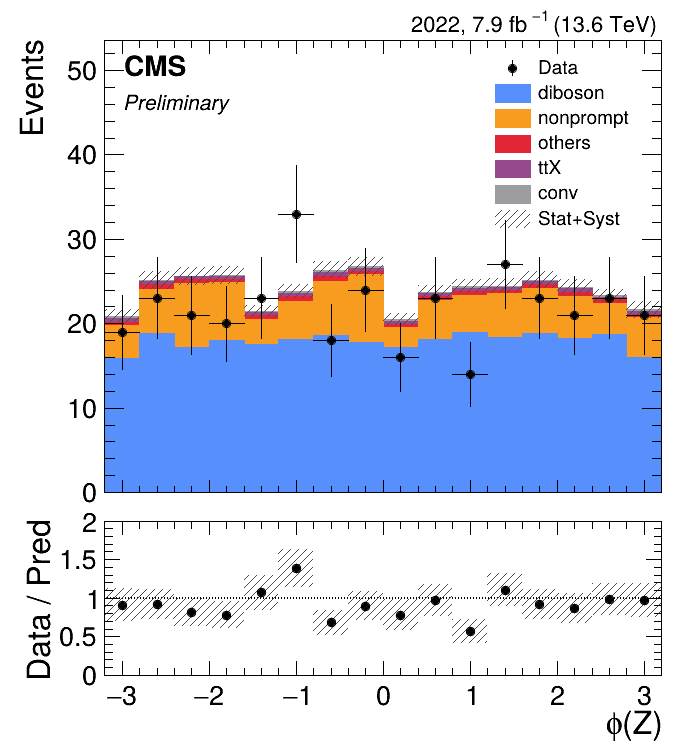 2022, 7.9 fb⁻¹ (13.6 TeV)
Events
50
40
30
20
10
0
CMS
Preliminary
Data
diboson
nonprompt
others
ttX
conv
Stat+Syst
Data / Pred
2
1.5
1
0.5
0
−3 −2 −1 0 1 2 3
ϕ(Z)